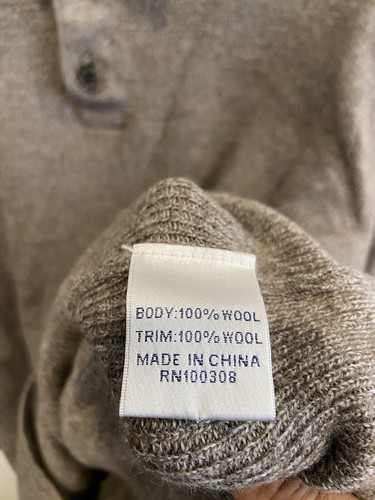 BODY:100% WOOL
TRIM:100% WOOL
MADE IN CHINA
RN100308